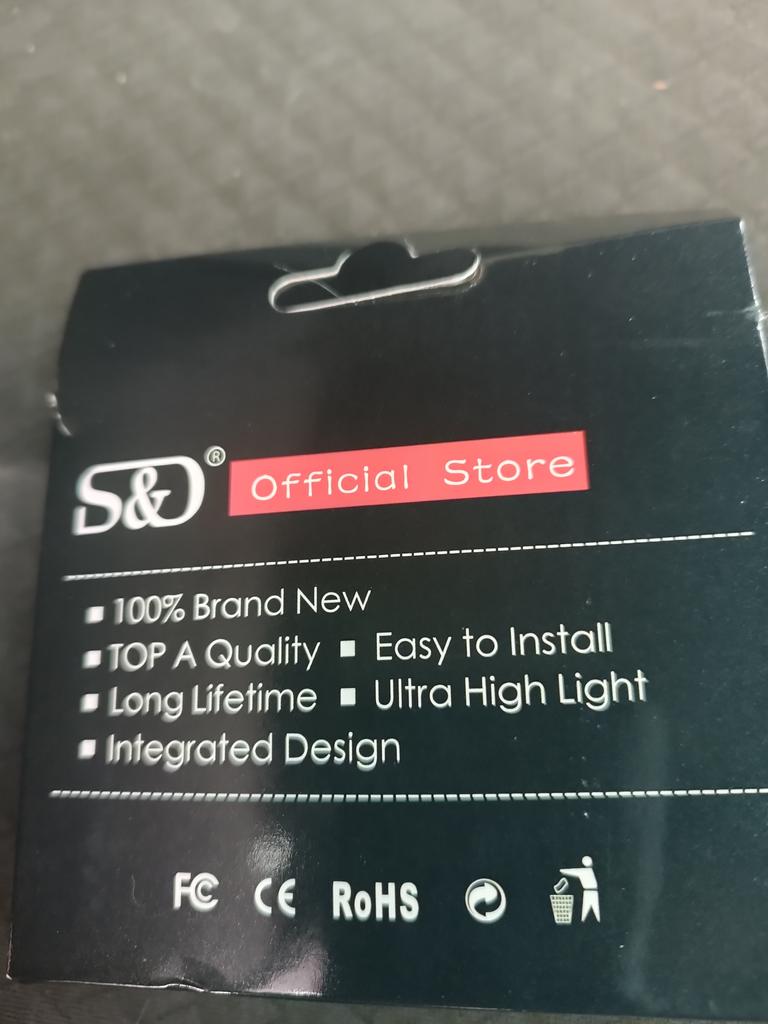 S&D® Official Store
100% Brand New
TOP A Quality ▪ Easy to Install
Long Lifetime ▪ Ultra High Light
Integrated Design
FC CE RoHS